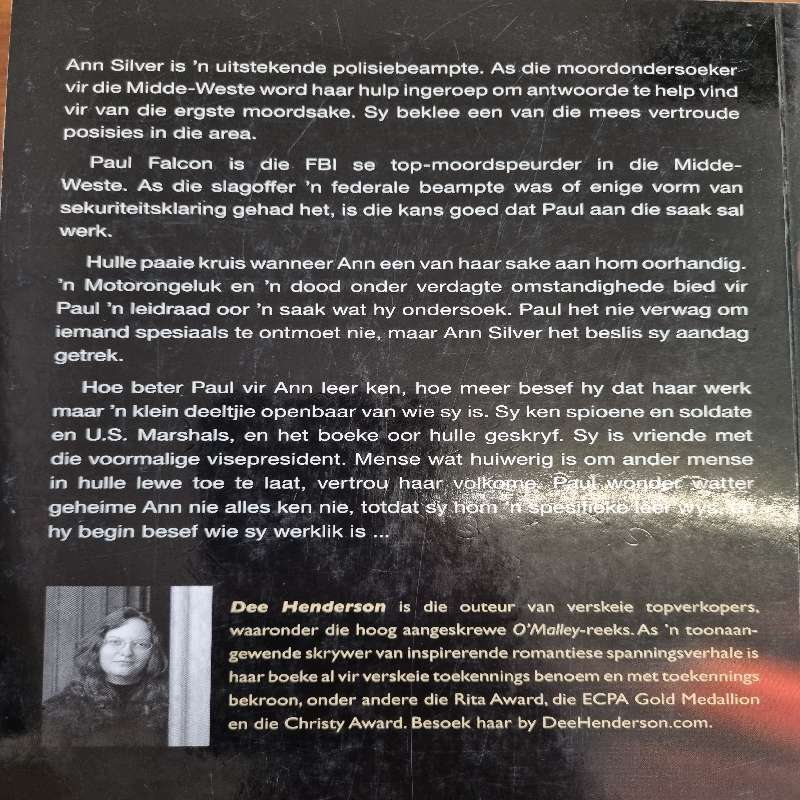 Ann Silver is 'n uitstekende polisiebeampte. As die moordondersoeker
vir die Midde-Weste word haar hulp ingeroep om antwoorde te help vind
vir van die ergste moordsake. Sy beklee een van die mees vertroude
posisies in die area.
Paul Falcon is die FBI se top-moordspeurder in die Midde-
Weste. As die slagoffer 'n federale beampte was of enige vorm van
sekuriteitsklaring gehad het, is die kans goed dat Paul aan die saak sal
werk.
Hulle paaie kruis wanneer Ann een van haar sake aan hom oorhandig.
'n Motorongeluk en 'n dood onder verdagte omstandighede bied vir
Paul 'n leidraad oor 'n saak wat hy ondersoek. Paul het nie verwag om
iemand spesiaals te ontmoet nie, maar Ann Silver het beslis sy aandag
getrek.
Hoe beter Paul vir Ann leer ken, hoe meer besef hy dat haar werk
maar 'n klein deeltjie openbaar van wie sy is. Sy ken spioene en soldate
en U.S. Marshals, en het boeke oor hulle geskryf. Sy is vriende met
die voormalige visepresident. Mense wat huiwerig is om ander mense
in hulle lewe toe te laat, vertrou haar volkome. Paul wonder watter
geheime Ann nie alles ken nie, totdat sy hom 'n spesifieke leer wys, en
hy begin besef wie sy werklik is ...
Dee Henderson is die outeur van verskeie topverkopers,
waaronder die hoog aangeskrewe O'Malley-reeks. As 'n toonaan-
gewende skrywer van inspirerende romantiese spanningsverhale is
haar boeke al vir verskeie toekennings benoem en met toekennings
bekroon, onder andere die Rita Award, die ECPA Gold Medallion
en die Christy Award. Besoek haar by DeeHenderson.com.